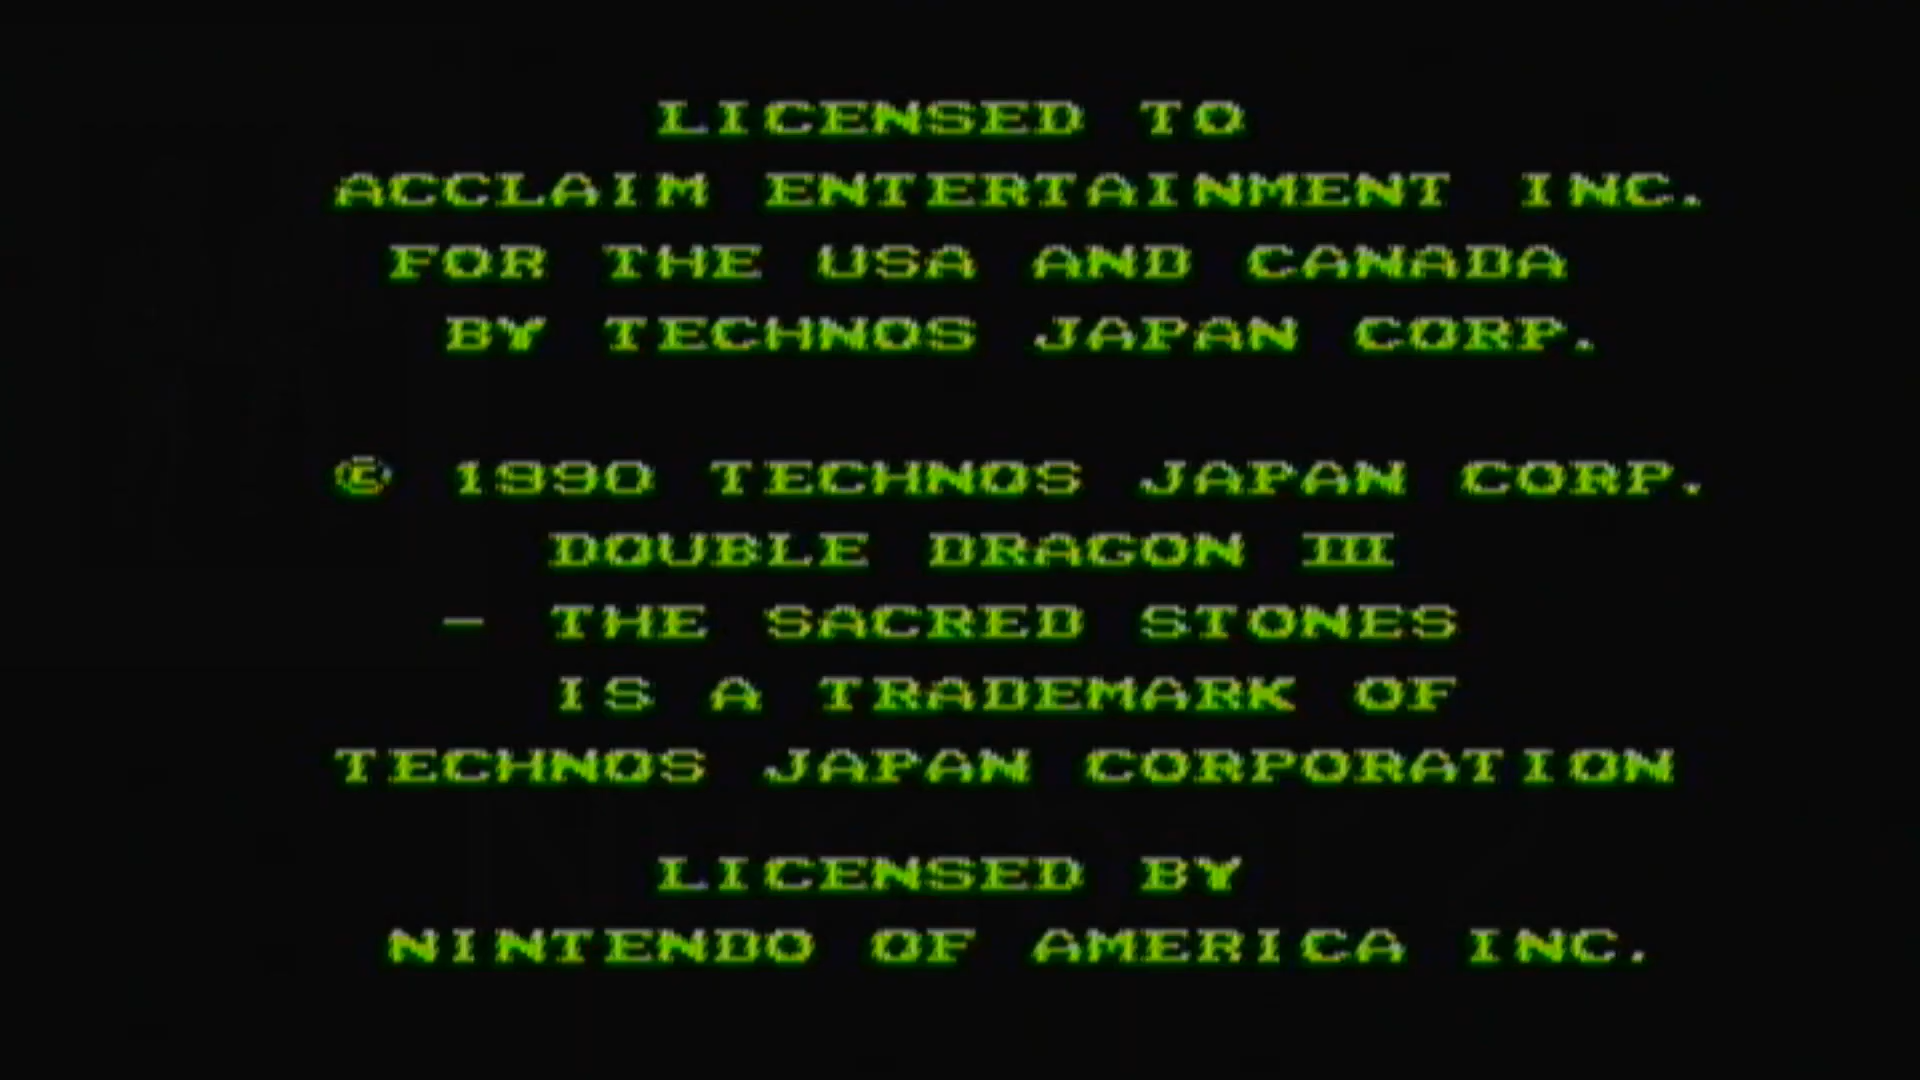 LICENSED TO
ACCLAIM ENTERTAINMENT INC.
FOR THE USA AND CANADA
BY TECHNOS JAPAN CORP.
© 1990 TECHNOS JAPAN CORP.
DOUBLE DRAGON III
- THE SACRED STONES
IS A TRADEMARK OF
TECHNOS JAPAN CORPORATION
LICENSED BY
NINTENDO OF AMERICA INC.